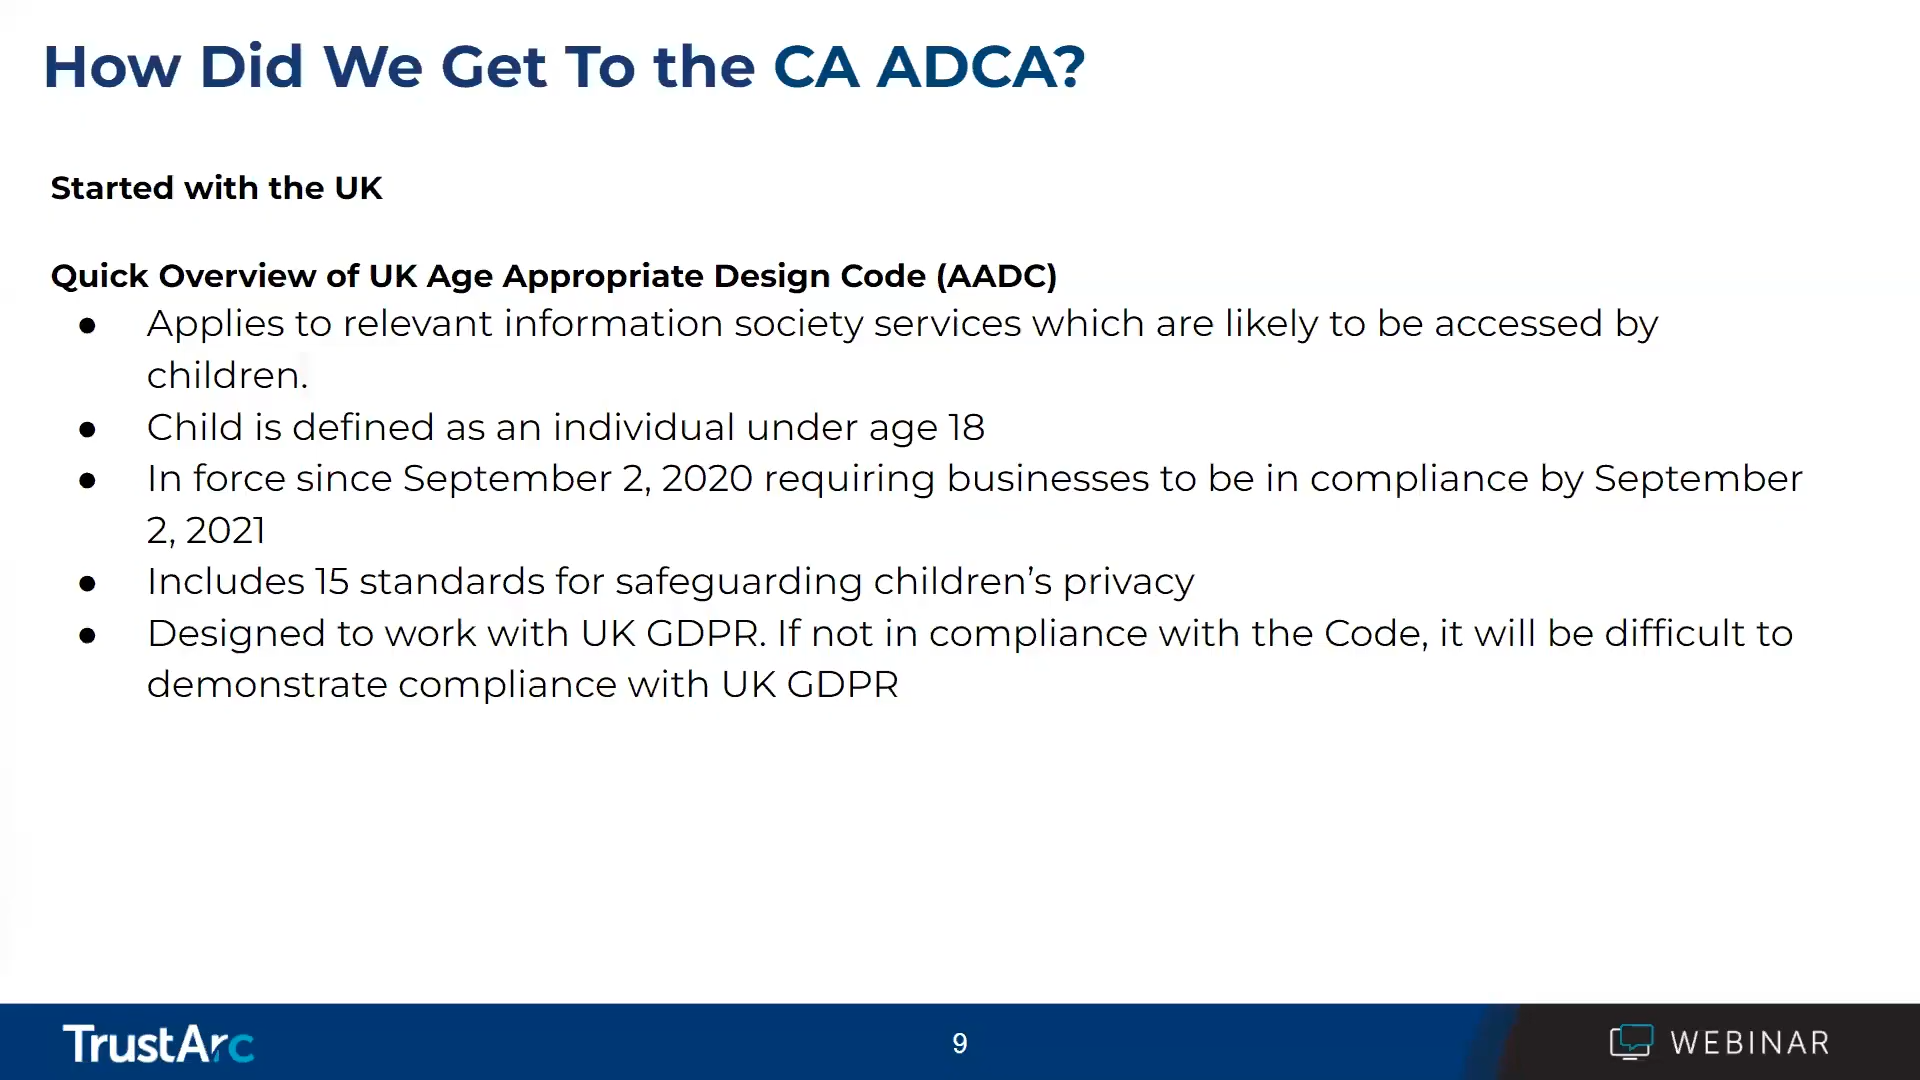 How Did We Get To the CA ADCA?
Started with the UK
Quick Overview of UK Age Appropriate Design Code (AADC)
● Applies to relevant information society services which are likely to be accessed by
children.
● Child is defined as an individual under age 18
● In force since September 2, 2020 requiring businesses to be in compliance by September
2, 2021
● Includes 15 standards for safeguarding children’s privacy
● Designed to work with UK GDPR. If not in compliance with the Code, it will be difficult to
demonstrate compliance with UK GDPR
TrustArc
9
WEBINAR